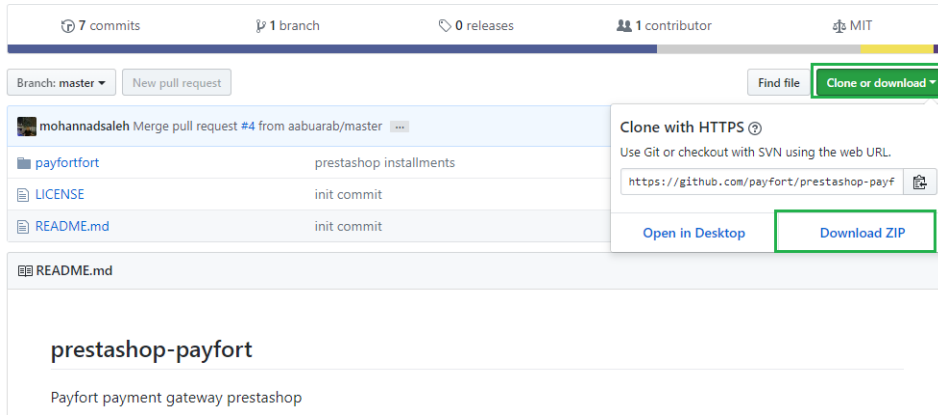 7 commits 1 branch 0 releases 1 contributor MIT
Branch: master New pull request Find file Clone or download
mohannadsaleh Merge pull request #4 from aabuarab/master ...
payfortfort prestashop installments
LICENSE init commit
README.md init commit
Clone with HTTPS ?
Use Git or checkout with SVN using the web URL.
https://github.com/payfort/prestashop-payf
Open in Desktop Download ZIP
README.md
prestashop-payfort
Payfort payment gateway prestashop